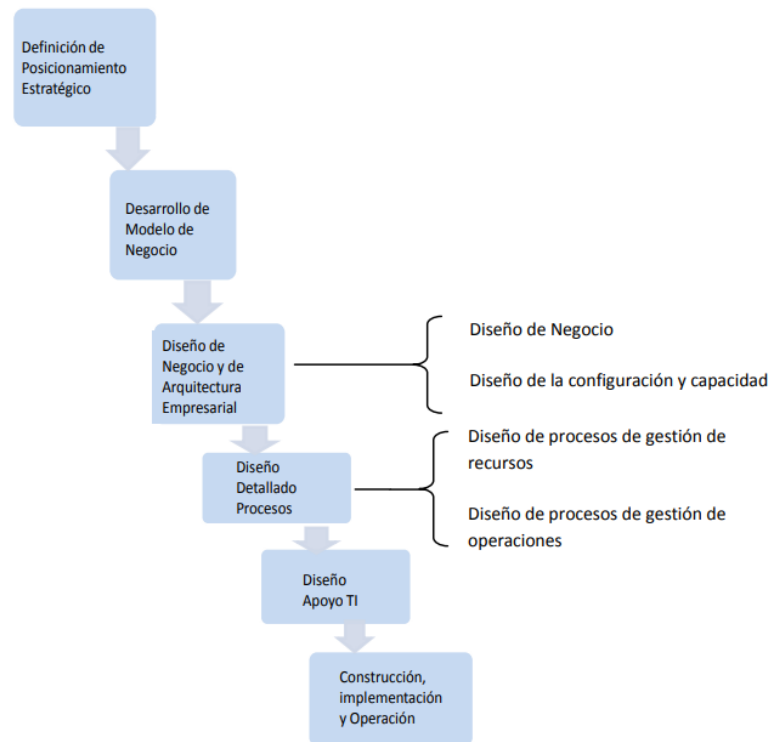 Definición de
Posicionamiento
Estratégico
Desarrollo de
Modelo de
Negocio
Diseño de
Negocio y de
Arquitectura
Empresarial
Diseño de Negocio
Diseño de la configuración y capacidad
Diseño
Detallado
Procesos
Diseño de procesos de gestión de
recursos
Diseño de procesos de gestión de
operaciones
Diseño
Apoyo TI
Construcción,
implementación
y Operación